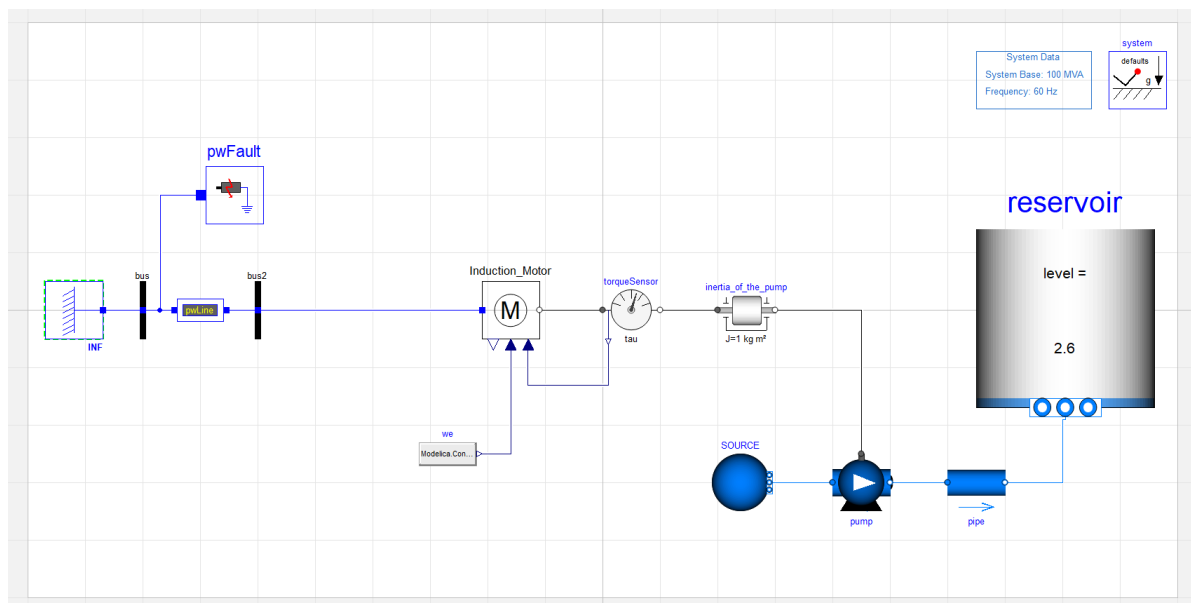 system
System Data
System Base: 100 MVA
Frequency: 60 Hz
defaults
g
pwFault
reservoir
level =
2.6
bus
bus2
pwLine
INF
Induction_Motor
M
torqueSensor
tau
inertia_of_the_pump
J=1 kg m²
we
Modelica.Con...
SOURCE
pump
pipe